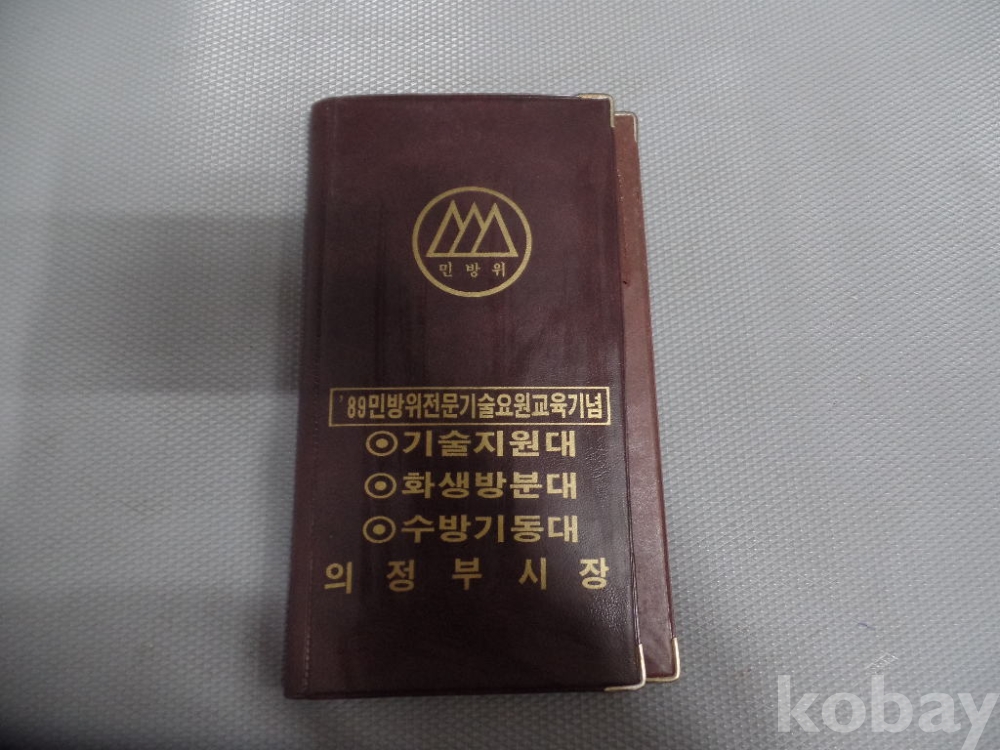 민방위
'89민방위전문기술요원교육기념
⊙기술지원대
⊙화생방분대
⊙수방기동대
의정부시장
kobay